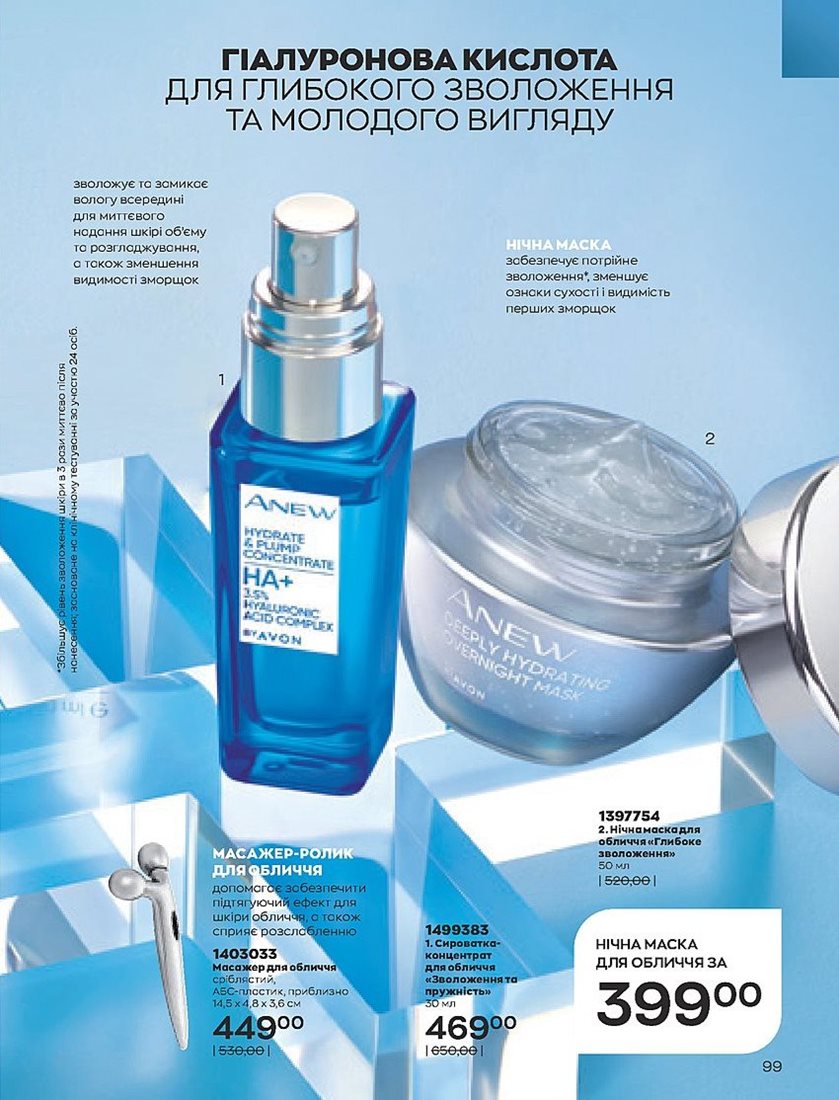 ГІАЛУРОНОВА КИСЛОТА
ДЛЯ ГЛИБОКОГО ЗВОЛОЖЕННЯ
ТА МОЛОДОГО ВИГЛЯДУ
зволожує та замикає
вологу всередині
для миттєвого
надання шкірі об'єму
та розгладжування,
а також зменшення
видимості зморщок
НІЧНА МАСКА
забезпечує потрійне
зволоження*, зменшує
ознаки сухості і видимість
перших зморщок
*Збільшує рівень зволоження шкіри в 3 рази миттєво після
нанесення; засноване на клінічному тестуванні за участю 24 осіб.
1
2
ANEW
HYDRATE
& PLUMP
CONCENTRATE
HA+
3.5%
HYALURONIC
ACID COMPLEX
BY AVON
ANEW
DEEPLY HYDRATING
OVERNIGHT MASK
BY AVON
МАСАЖЕР-РОЛИК
ДЛЯ ОБЛИЧЧЯ
допомагає забезпечити
підтягуючий ефект для
шкіри обличчя, а також
сприяє розслабленню
1403033
Масажер для обличчя
сріблястий,
АБС-пластик, приблизно
14,5 х 4,8 х 3,6 см
449⁰⁰
| 530,00 |
1499383
1. Сироватка-
концентрат
для обличчя
«Зволоження та
пружність»
30 мл
469⁰⁰
| 650,00 |
1397754
2. Нічна маска для
обличчя «Глибоке
зволоження»
50 мл
| 520,00 |
НІЧНА МАСКА
ДЛЯ ОБЛИЧЧЯ ЗА
399⁰⁰
99